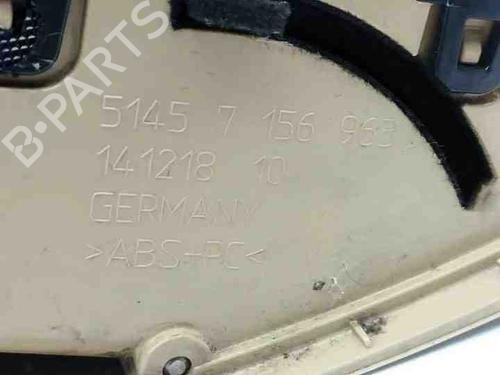 B-PARTS
5145 7 156 963
141218 10
GERMANY
>ABS-PC<